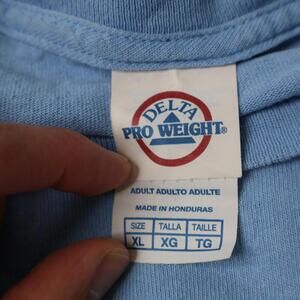 DELTA
PRO WEIGHT®
ADULT ADULTO ADULTE
MADE IN HONDURAS
SIZE TALLA TAILLE
XL XG TG